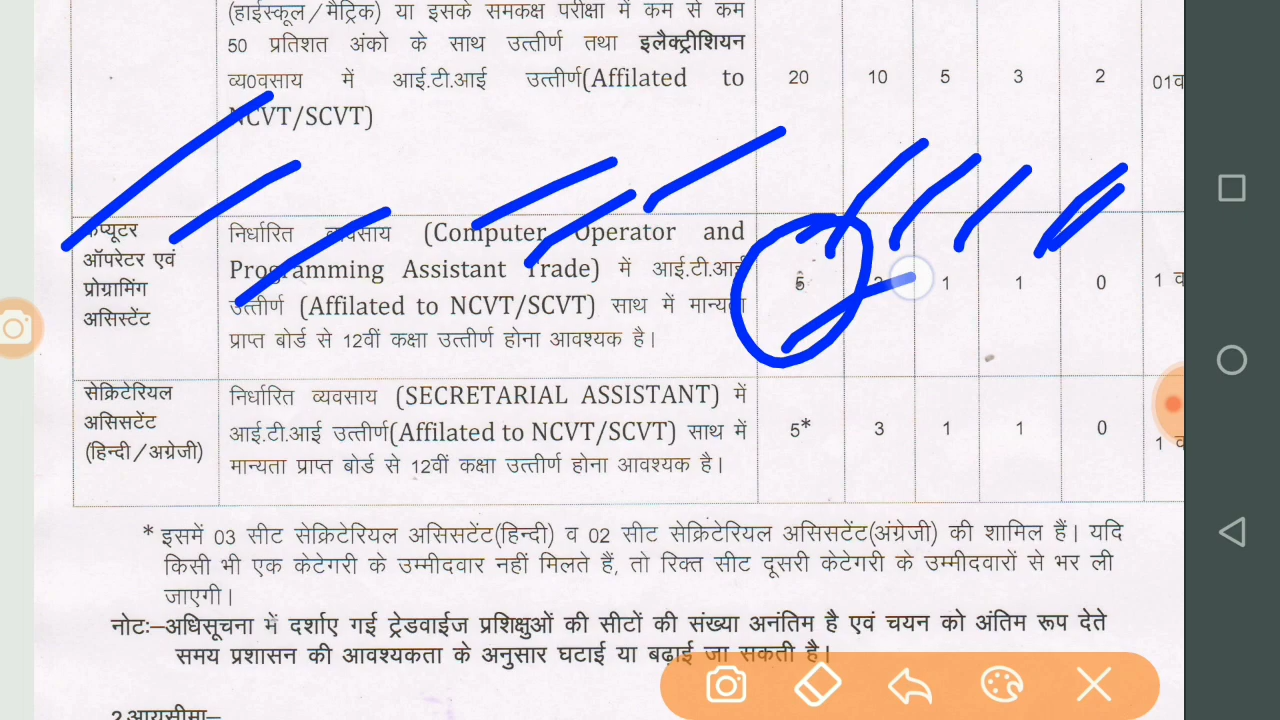 (हाईस्कूल/मैट्रिक) या इसके समकक्ष परीक्षा में कम से कम
50 प्रतिशत अंको के साथ उत्तीर्ण तथा इलैक्ट्रीशियन
व्य0वसाय में आई.टी.आई उत्तीर्ण(Affilated to
NCVT/SCVT)
20 10 5 3 2 01व
कम्प्यूटर
ऑपरेटर एवं
प्रोग्रामिंग
असिस्टेंट
निर्धारित व्यवसाय (Computer Operator and
Programming Assistant Trade) में आई.टी.आई
उत्तीर्ण (Affilated to NCVT/SCVT) साथ में मान्यता
प्राप्त बोर्ड से 12वीं कक्षा उत्तीर्ण होना आवश्यक है।
1 1 0 1 व
सेक्रिटेरियल
असिसटेंट
(हिन्दी/अग्रेजी)
निर्धारित व्यवसाय (SECRETARIAL ASSISTANT) में
आई.टी.आई उत्तीर्ण(Affilated to NCVT/SCVT) साथ में
मान्यता प्राप्त बोर्ड से 12वीं कक्षा उत्तीर्ण होना आवश्यक है।
5* 3 1 1 0 1 व
* इसमें 03 सीट सेक्रिटेरियल असिसटेंट(हिन्दी) व 02 सीट सेक्रिटेरियल असिसटेंट(अंग्रेजी) की शामिल हैं। यदि
किसी भी एक केटेगरी के उम्मीदवार नहीं मिलते हैं, तो रिक्त सीट दूसरी केटेगरी के उम्मीदवारों से भर ली
जाएगी।
नोटः–अधिसूचना में दर्शाए गई ट्रेडवाईज प्रशिक्षुओं की सीटों की संख्या अनंतिम है एवं चयन को अंतिम रूप देते
समय प्रशासन की आवश्यकता के अनुसार घटाई या बढ़ाई जा सकती है।